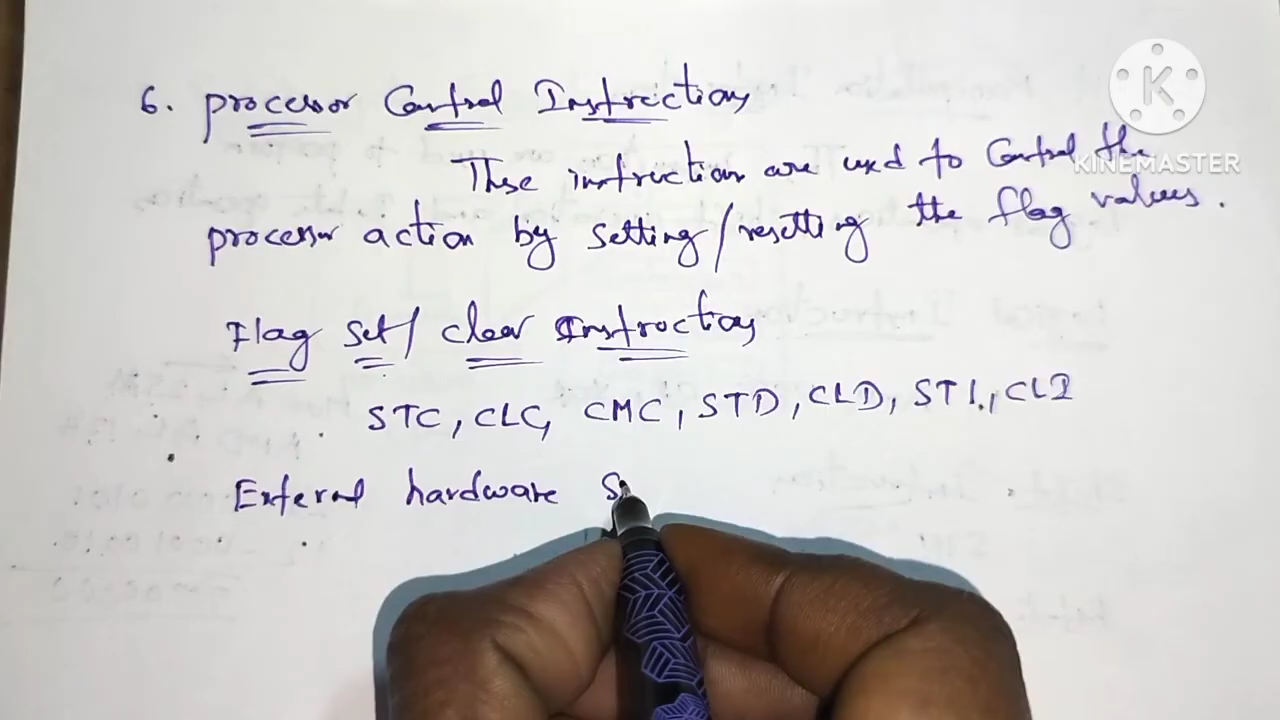 6. processor Control Instructions
These instructions are used to Control the
processor action by setting/resetting the flag values.
Flag Set/ clear Instructions
STC, CLC, CMC, STD, CLD, STI, CLI
External hardware S
K
KINEMASTER